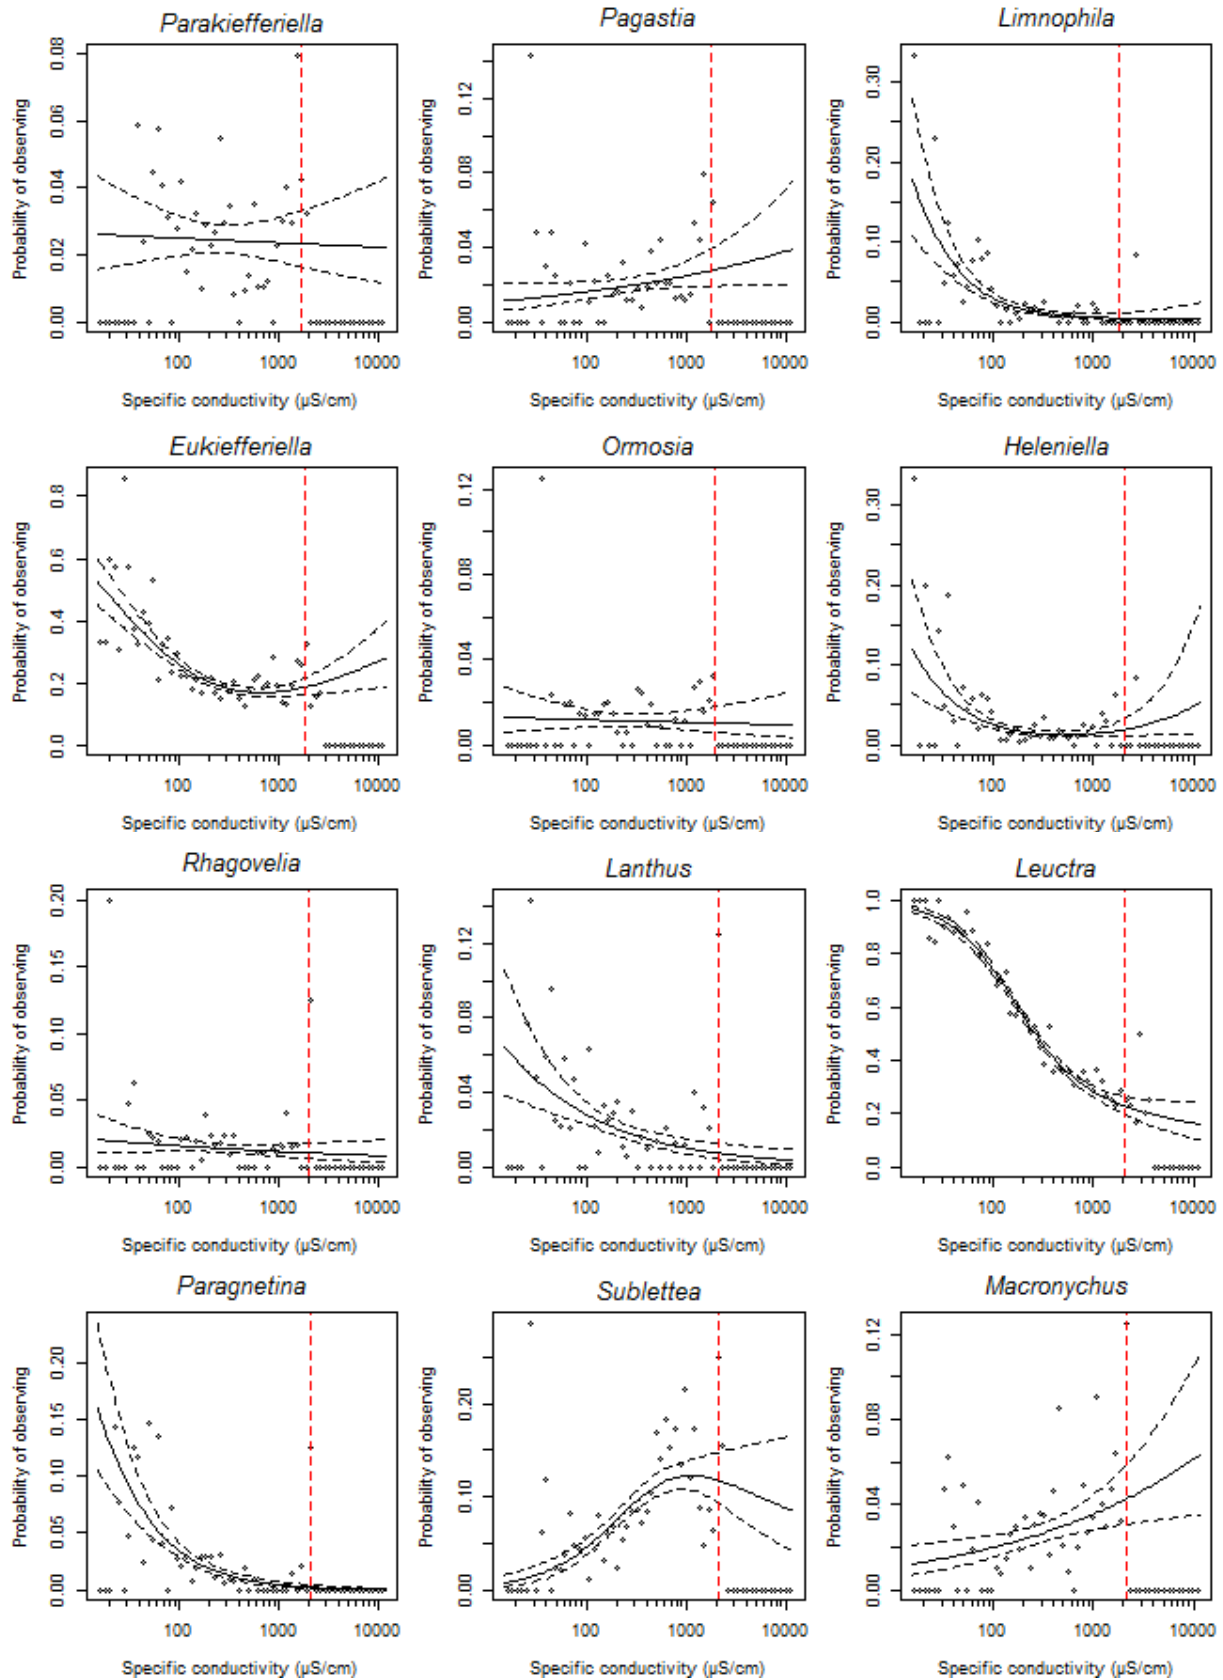 Parakiefferiella Pagastia Limnophila
Probability of observing
0.00 0.02 0.04 0.06 0.08
100 1000 10000
Specific conductivity (µS/cm)
Probability of observing
0.00 0.04 0.08 0.12
100 1000 10000
Specific conductivity (µS/cm)
Probability of observing
0.00 0.10 0.20 0.30
100 1000 10000
Specific conductivity (µS/cm)
Eukiefferiella Ormosia Heleniella
Probability of observing
0.0 0.2 0.4 0.6 0.8
100 1000 10000
Specific conductivity (µS/cm)
Probability of observing
0.00 0.04 0.08 0.12
100 1000 10000
Specific conductivity (µS/cm)
Probability of observing
0.00 0.10 0.20 0.30
100 1000 10000
Specific conductivity (µS/cm)
Rhagovelia Lanthus Leuctra
Probability of observing
0.00 0.05 0.10 0.15 0.20
100 1000 10000
Specific conductivity (µS/cm)
Probability of observing
0.00 0.04 0.08 0.12
100 1000 10000
Specific conductivity (µS/cm)
Probability of observing
0.0 0.2 0.4 0.6 0.8 1.0
100 1000 10000
Specific conductivity (µS/cm)
Paragnetina Sublettea Macronychus
Probability of observing
0.00 0.05 0.10 0.15 0.20
100 1000 10000
Specific conductivity (µS/cm)
Probability of observing
0.00 0.10 0.20
100 1000 10000
Specific conductivity (µS/cm)
Probability of observing
0.00 0.04 0.08 0.12
100 1000 10000
Specific conductivity (µS/cm)